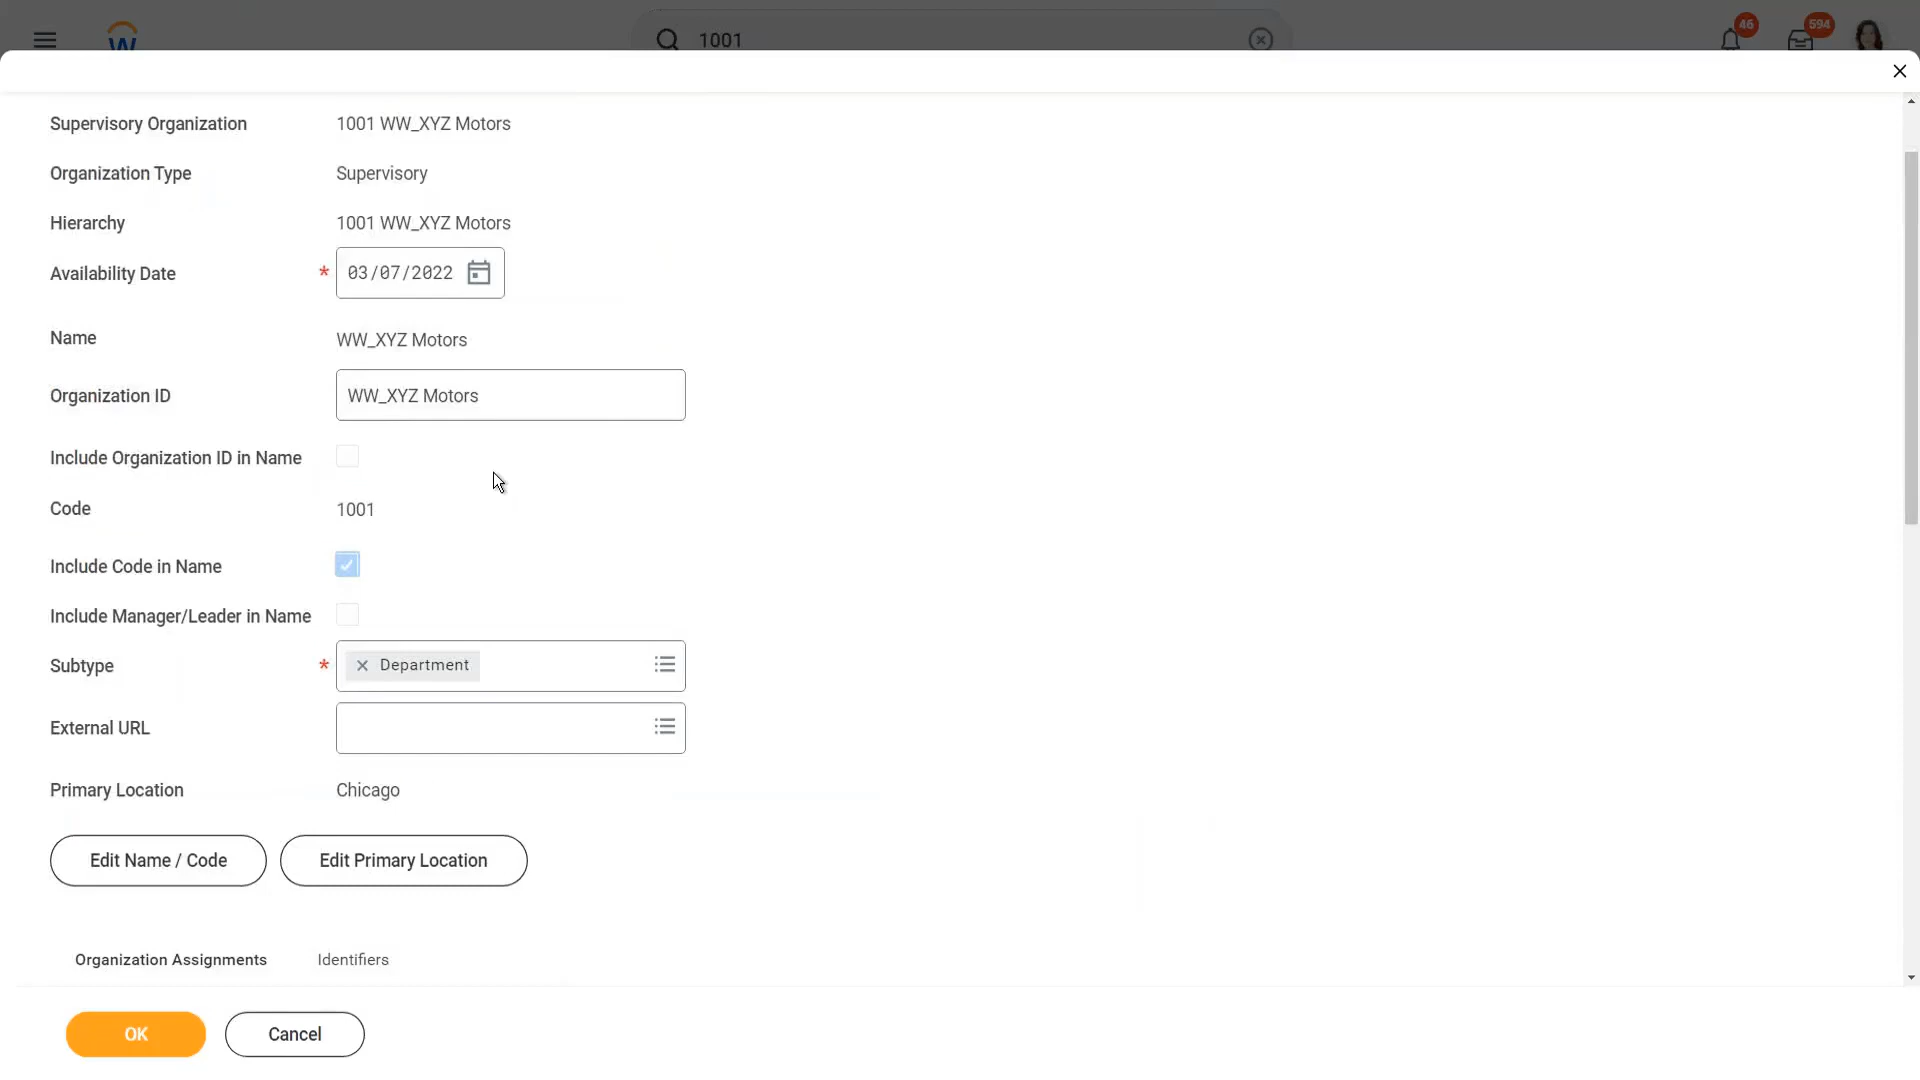 W
1001
46
594
Supervisory Organization 1001 WW_XYZ Motors
Organization Type Supervisory
Hierarchy 1001 WW_XYZ Motors
Availability Date * 03/07/2022
Name WW_XYZ Motors
Organization ID WW_XYZ Motors
Include Organization ID in Name
Code 1001
Include Code in Name
Include Manager/Leader in Name
Subtype * × Department
External URL
Primary Location Chicago
Edit Name / Code Edit Primary Location
Organization Assignments Identifiers
OK Cancel